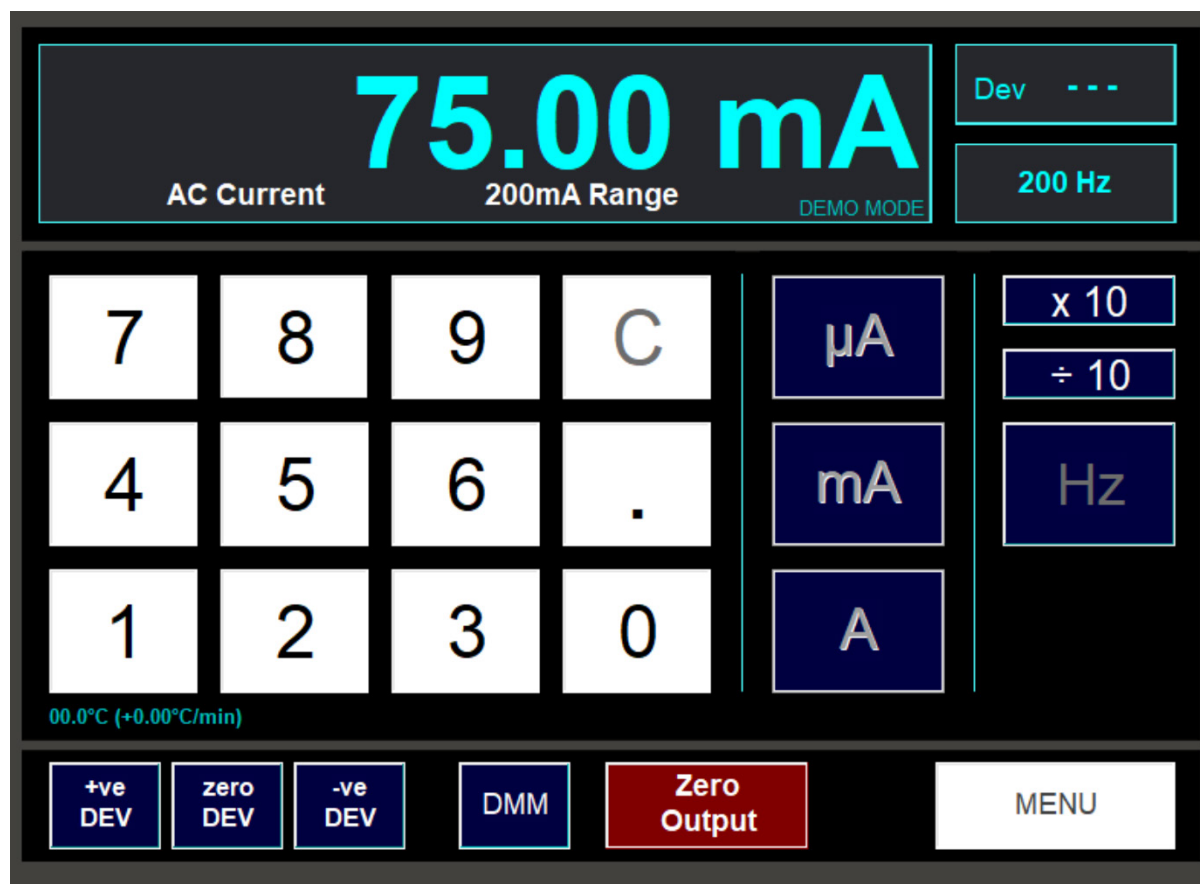 75.00 mA
AC Current 200mA Range DEMO MODE
Dev ---
200 Hz
7 8 9 C µA x 10
÷ 10
4 5 6 . mA Hz
1 2 3 0 A
00.0°C (+0.00°C/min)
+ve DEV
zero DEV
-ve DEV
DMM
Zero Output
MENU